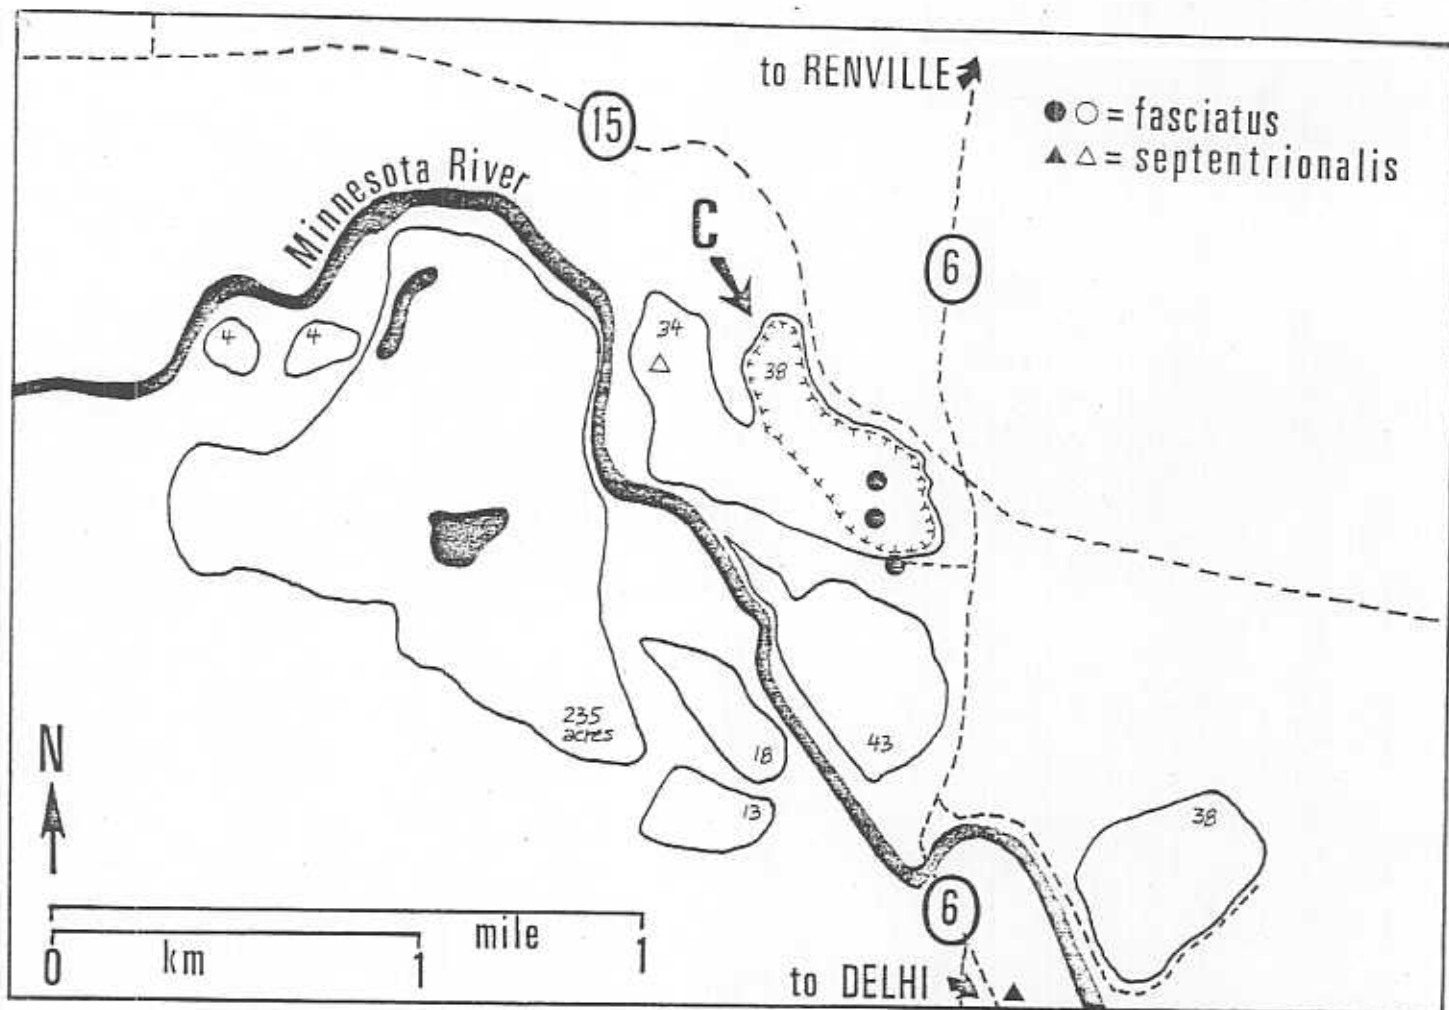 to RENVILLE
15
● ○ = fasciatus
▲ △ = septentrionalis
Minnesota River
C
6
34
4
4
38
235
acres
43
18
13
38
N
6
mile
km
0
1
1
to DELHI